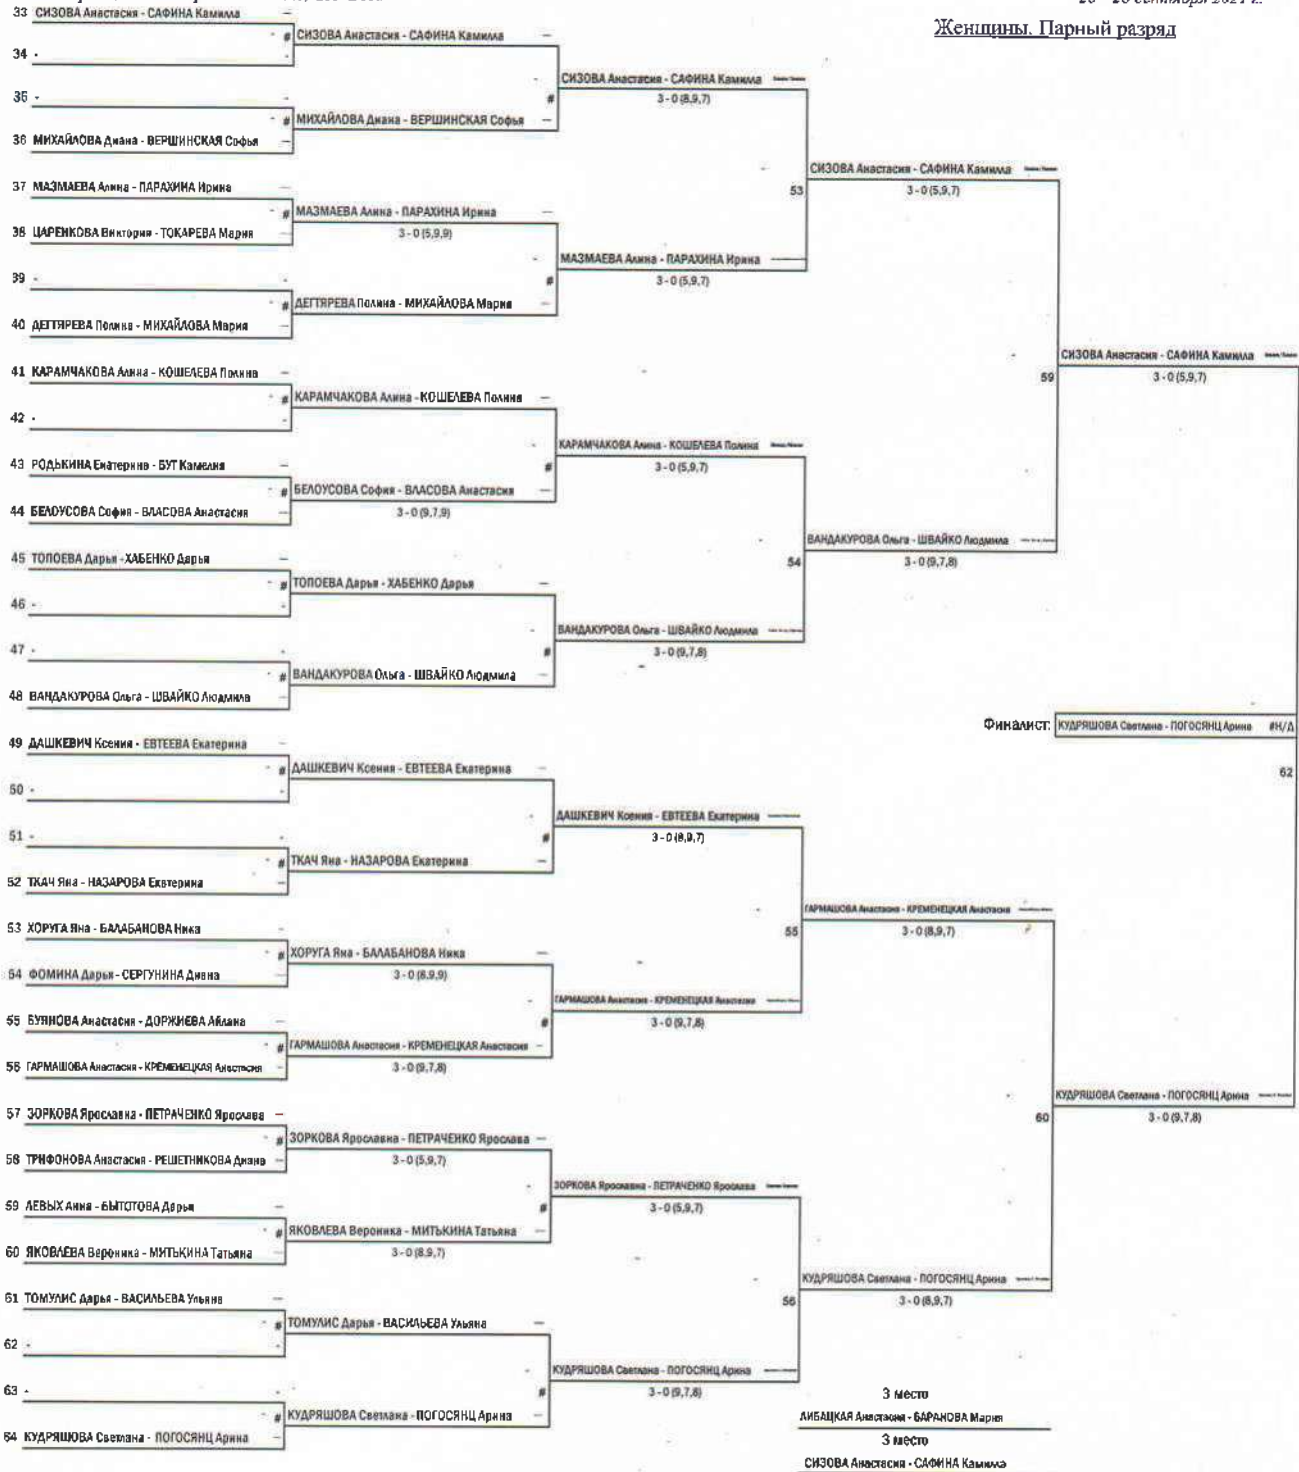 сентября 2021 г.
Женщины. Парный разряд
33 СИЗОВА Анастасия - САФИНА Камилла
# СИЗОВА Анастасия - САФИНА Камилла
34 -
СИЗОВА Анастасия - САФИНА Камилла
3 - 0 (8,9,7)
35 -
#
# МИХАЙЛОВА Диана - ВЕРШИНСКАЯ Софья
36 МИХАЙЛОВА Диана - ВЕРШИНСКАЯ Софья
СИЗОВА Анастасия - САФИНА Камилла
53
3 - 0 (5,9,7)
37 МАЗМАЕВА Алина - ПАРАХИНА Ирина
# МАЗМАЕВА Алина - ПАРАХИНА Ирина
38 ЦАРЕНКОВА Виктория - ТОКАРЕВА Мария
3 - 0 (5,9,9)
МАЗМАЕВА Алина - ПАРАХИНА Ирина
3 - 0 (5,9,7)
39 -
#
# ДЕГТЯРЕВА Полина - МИХАЙЛОВА Мария
40 ДЕГТЯРЕВА Полина - МИХАЙЛОВА Мария
СИЗОВА Анастасия - САФИНА Камилла
59
3 - 0 (5,9,7)
41 КАРАМЧАКОВА Алина - КОШЕЛЕВА Полина
# КАРАМЧАКОВА Алина - КОШЕЛЕВА Полина
42 -
КАРАМЧАКОВА Алина - КОШЕЛЕВА Полина
3 - 0 (5,9,7)
43 РОДЬКИНА Екатерина - БУТ Камелия
#
# БЕЛОУСОВА София - ВЛАСОВА Анастасия
44 БЕЛОУСОВА София - ВЛАСОВА Анастасия
3 - 0 (9,7,9)
ВАНДАКУРОВА Ольга - ШВАЙКО Людмила
54
3 - 0 (9,7,8)
45 ТОПОЕВА Дарья - ХАБЕНКО Дарья
# ТОПОЕВА Дарья - ХАБЕНКО Дарья
46 -
ВАНДАКУРОВА Ольга - ШВАЙКО Людмила
3 - 0 (9,7,8)
47 -
#
# ВАНДАКУРОВА Ольга - ШВАЙКО Людмила
48 ВАНДАКУРОВА Ольга - ШВАЙКО Людмила
Финалист: КУДРЯШОВА Светлана - ПОГОСЯНЦ Арина #Н/Д
62
49 ДАШКЕВИЧ Ксения - ЕВТЕЕВА Екатерина
# ДАШКЕВИЧ Ксения - ЕВТЕЕВА Екатерина
50 -
ДАШКЕВИЧ Ксения - ЕВТЕЕВА Екатерина
3 - 0 (8,9,7)
51 -
#
# ТКАЧ Яна - НАЗАРОВА Екатерина
52 ТКАЧ Яна - НАЗАРОВА Екатерина
ГАРМАШОВА Анастасия - КРЕМЕНЕЦКАЯ Анастасия
55
3 - 0 (8,9,7)
53 ХОРУГА Яна - БАЛАБАНОВА Ника
# ХОРУГА Яна - БАЛАБАНОВА Ника
54 ФОМИНА Дарья - СЕРГУНИНА Диана
3 - 0 (8,9,9)
ГАРМАШОВА Анастасия - КРЕМЕНЕЦКАЯ Анастасия
3 - 0 (9,7,8)
55 БУЯНОВА Анастасия - ДОРЖИЕВА Айлана
#
# ГАРМАШОВА Анастасия - КРЕМЕНЕЦКАЯ Анастасия
56 ГАРМАШОВА Анастасия - КРЕМЕНЕЦКАЯ Анастасия
3 - 0 (9,7,8)
КУДРЯШОВА Светлана - ПОГОСЯНЦ Арина
60
3 - 0 (9,7,8)
57 ЗОРКОВА Ярославна - ПЕТРАЧЕНКО Ярослава
# ЗОРКОВА Ярославна - ПЕТРАЧЕНКО Ярослава
58 ТРИФОНОВА Анастасия - РЕШЕТНИКОВА Диана
3 - 0 (5,9,7)
ЗОРКОВА Ярославна - ПЕТРАЧЕНКО Ярослава
3 - 0 (5,9,7)
59 ЛЕВЫХ Анна - БЫТОТОВА Дарья
#
# ЯКОВЛЕВА Вероника - МИТЬКИНА Татьяна
60 ЯКОВЛЕВА Вероника - МИТЬКИНА Татьяна
3 - 0 (8,9,7)
КУДРЯШОВА Светлана - ПОГОСЯНЦ Арина
56
3 - 0 (8,9,7)
61 ТОМУЛИС Дарья - ВАСИЛЬЕВА Ульяна
# ТОМУЛИС Дарья - ВАСИЛЬЕВА Ульяна
62 -
КУДРЯШОВА Светлана - ПОГОСЯНЦ Арина
3 - 0 (9,7,8)
63 -
#
# КУДРЯШОВА Светлана - ПОГОСЯНЦ Арина
64 КУДРЯШОВА Светлана - ПОГОСЯНЦ Арина
3 место
ЛИБАЦКАЯ Анастасия - БАРАНОВА Мария
3 место
СИЗОВА Анастасия - САФИНА Камилла